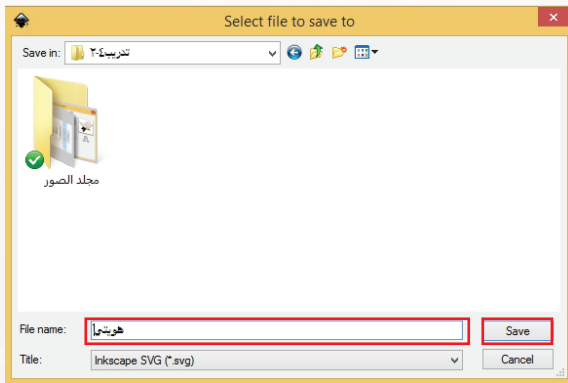 Select file to save to
Save in: تدريب٤-٢
مجلد الصور
File name: هويتي
Save
Title: Inkscape SVG (*.svg)
Cancel